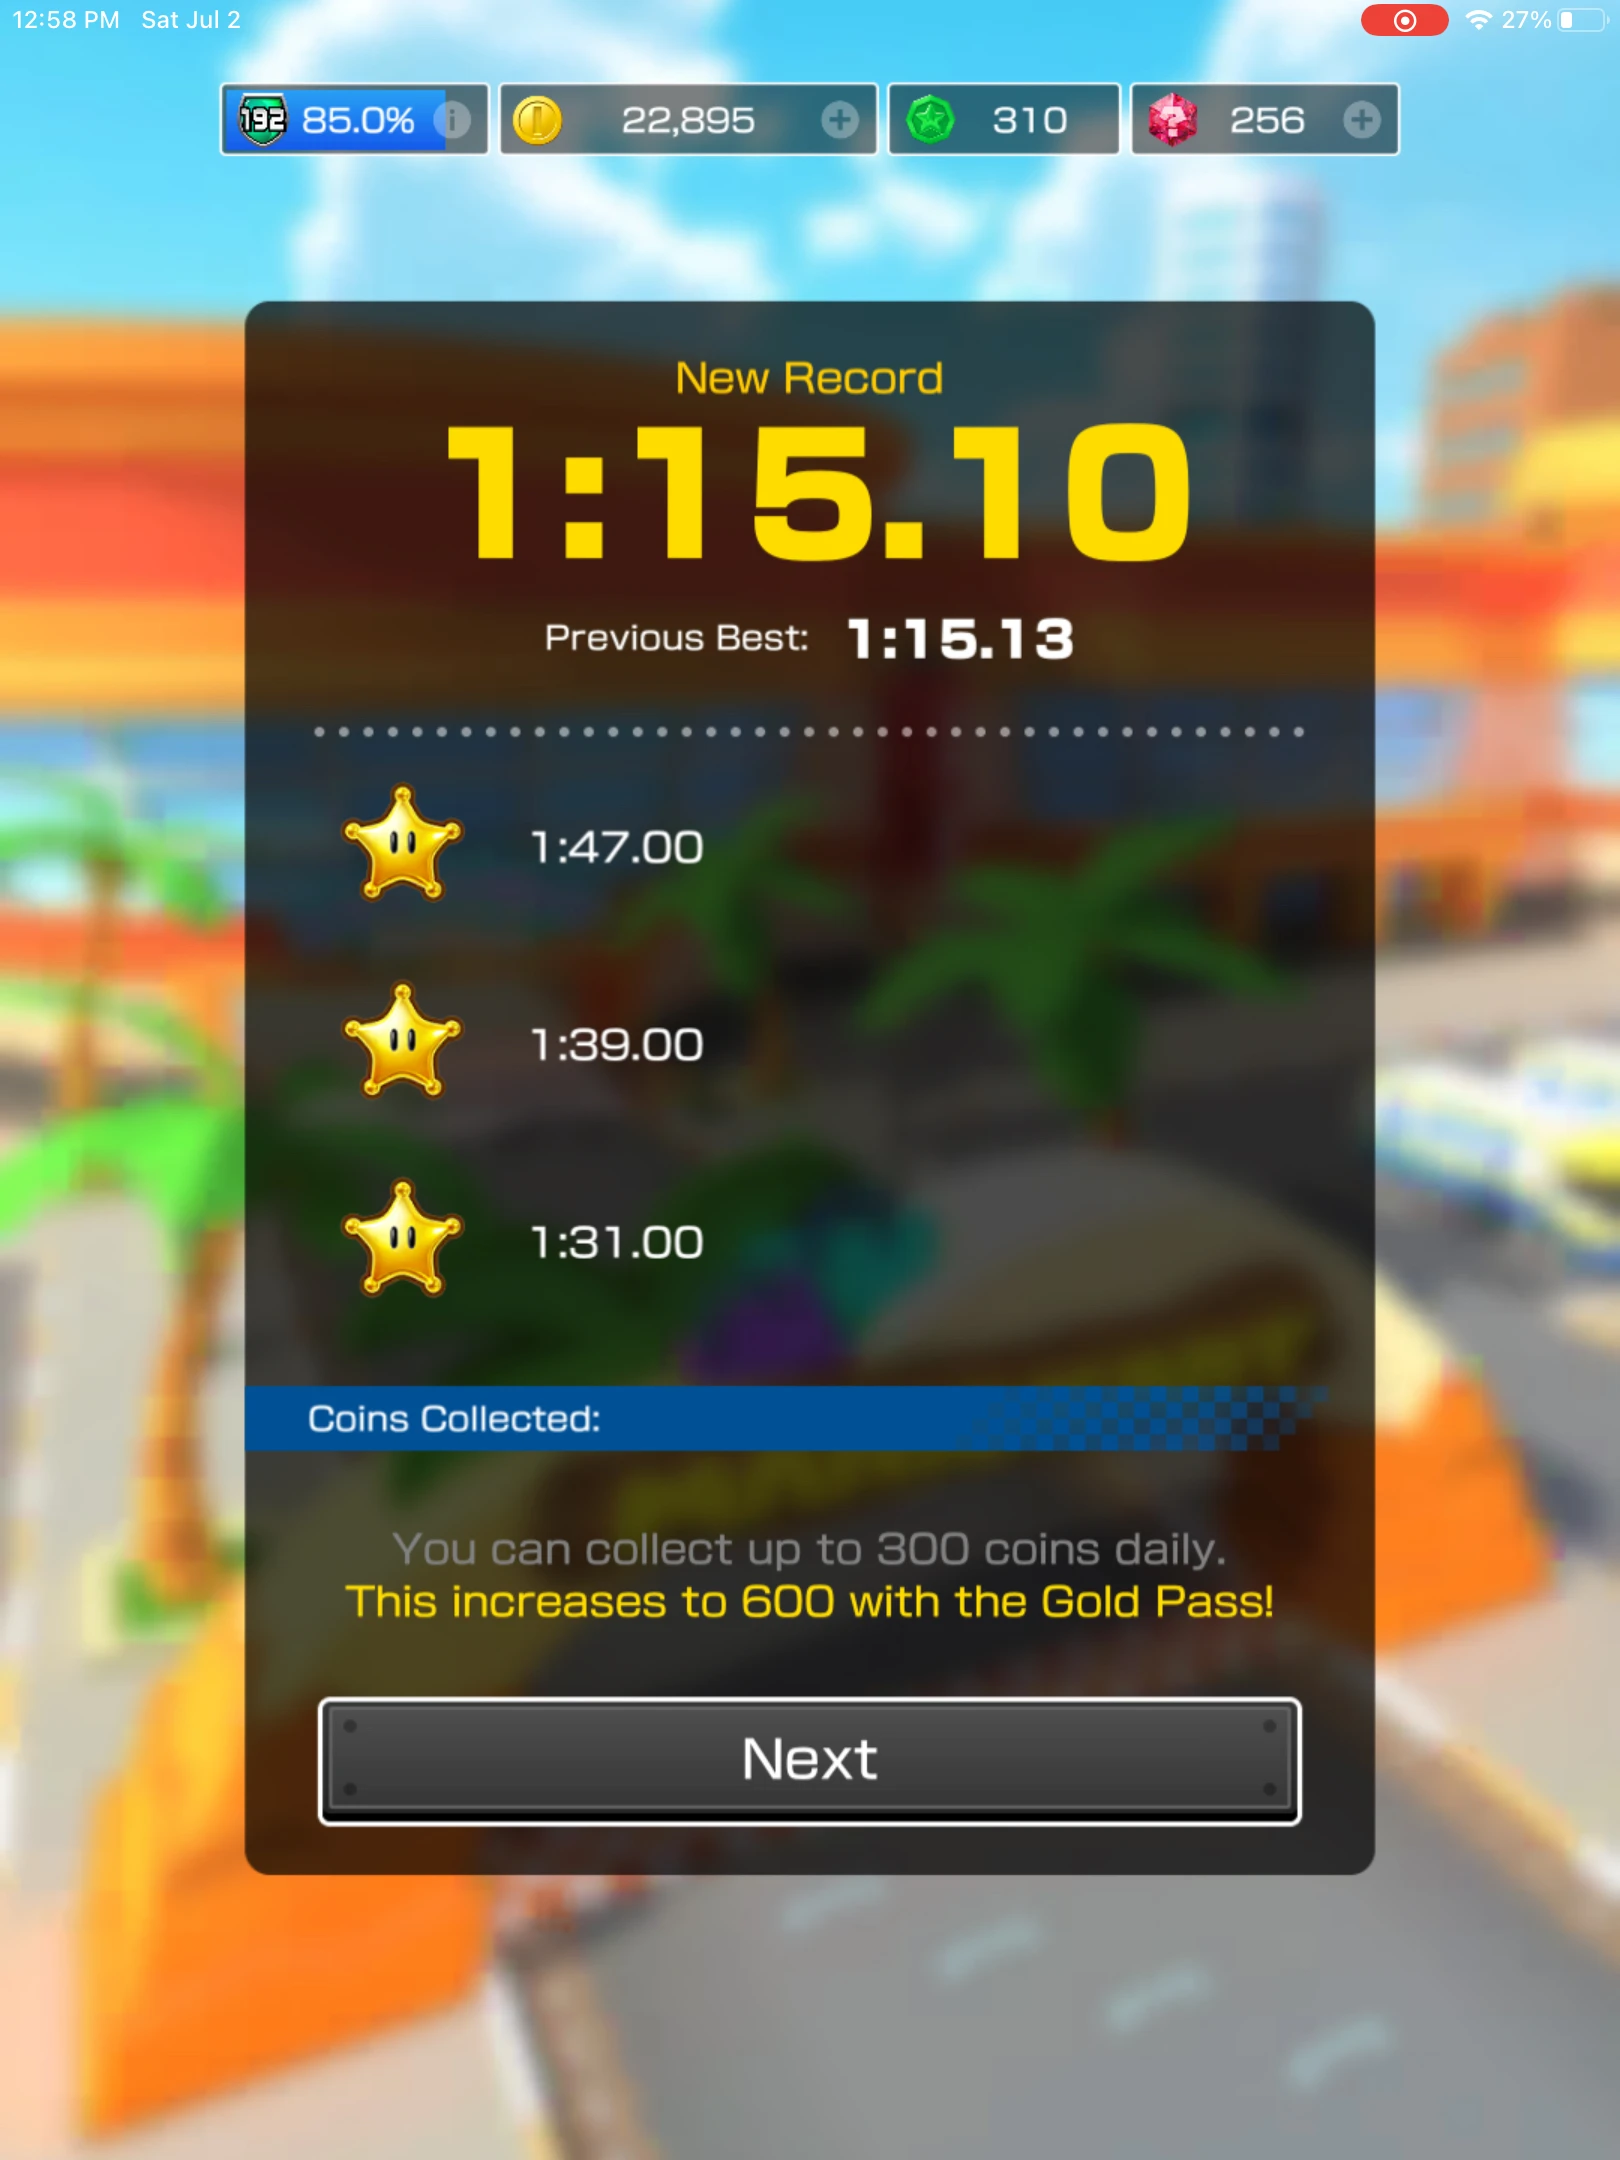 12:58 PM Sat Jul 2 27%
192 85.0% i 22,895 + 310 ? 256 +
New Record
1:15.10
Previous Best: 1:15.13
1:47.00
1:39.00
1:31.00
Coins Collected:
You can collect up to 300 coins daily.
This increases to 600 with the Gold Pass!
Next